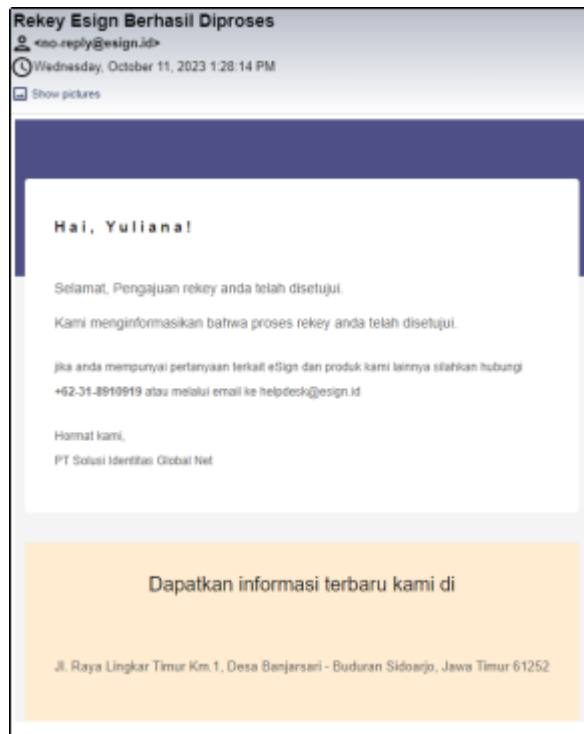 Rekey Esign Berhasil Diproses
<no-reply@esign.id>
Wednesday, October 11, 2023 1:28:14 PM
Show pictures
Hai, Yuliana!
Selamat, Pengajuan rekey anda telah disetujui.
Kami menginformasikan bahwa proses rekey anda telah disetujui.
jika anda mempunyai pertanyaan terkait eSign dan produk kami lainnya silahkan hubungi
+62-31-8910919 atau melalui email ke helpdesk@esign.id
Hormat kami,
PT Solusi Identitas Global Net
Dapatkan informasi terbaru kami di
Jl. Raya Lingkar Timur Km.1, Desa Banjarsari - Buduran Sidoarjo, Jawa Timur 61252